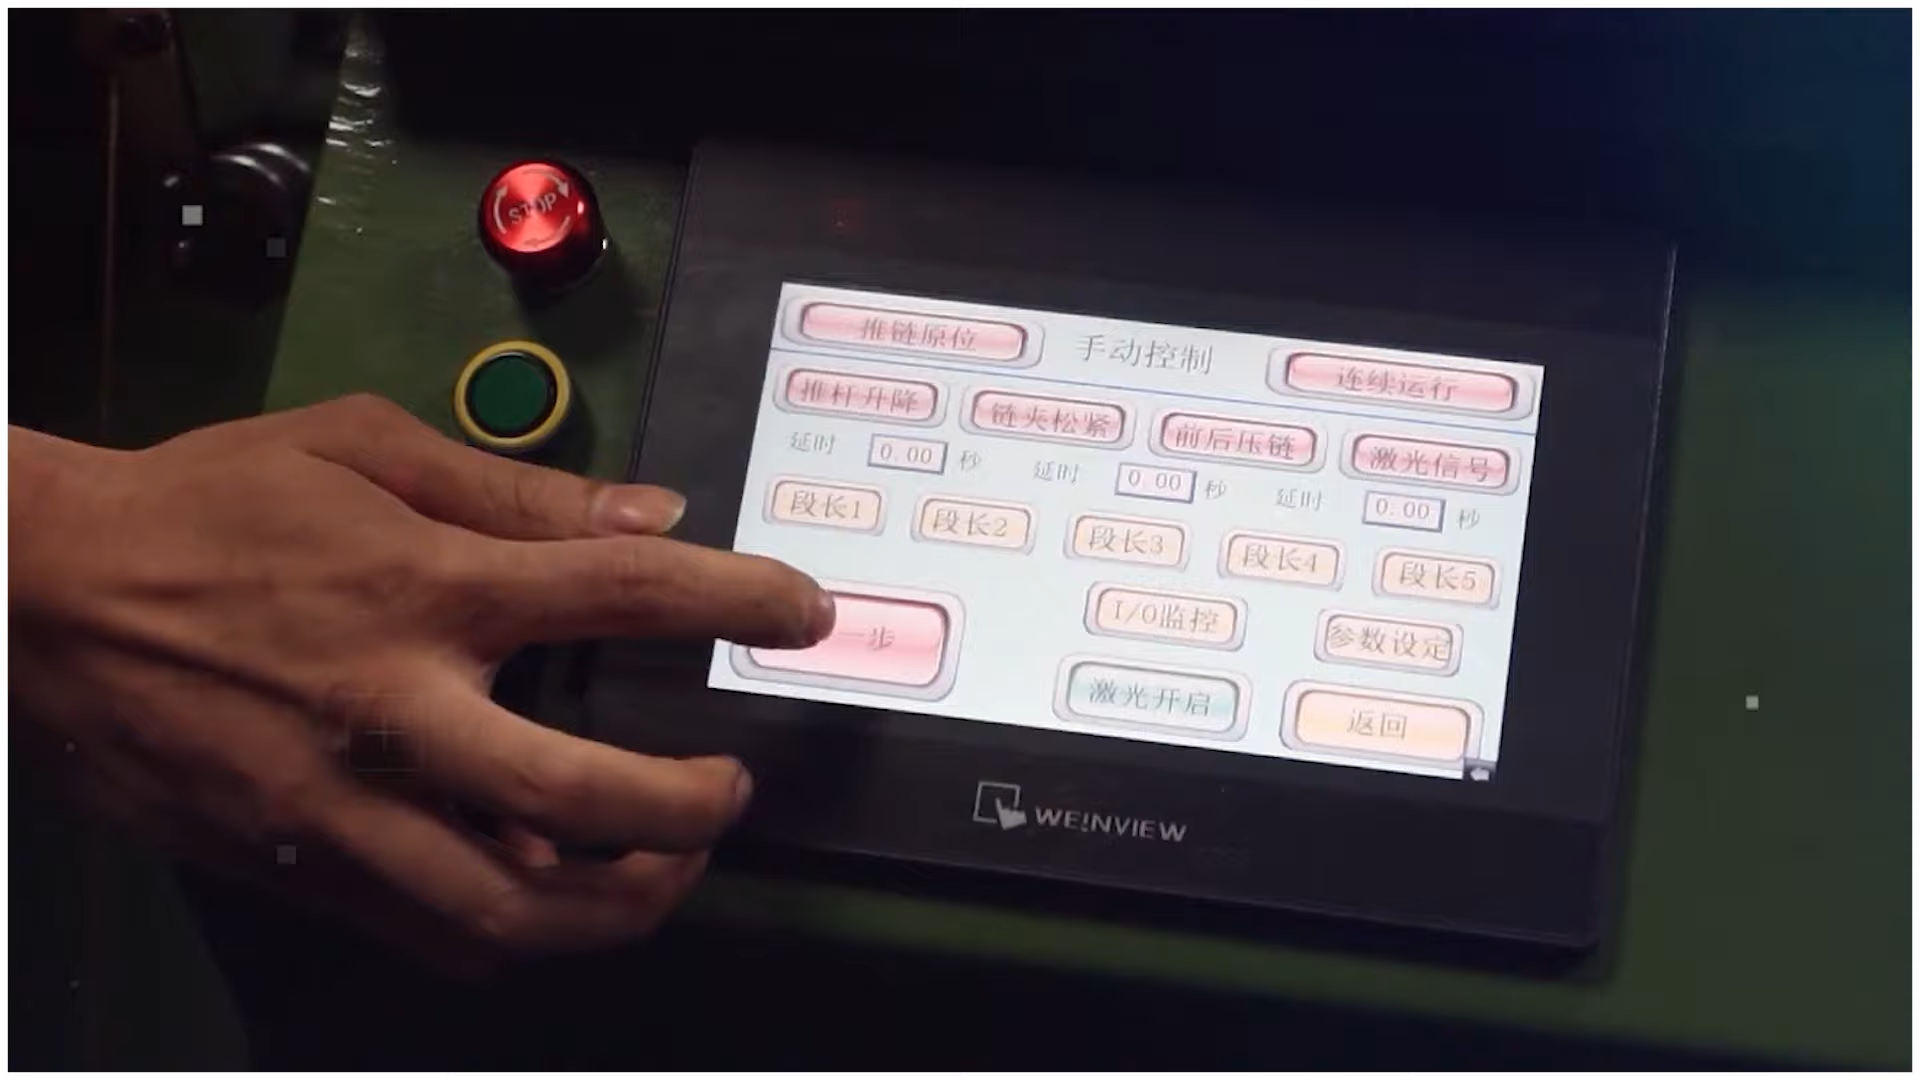 STOP
推链原位 手动控制 连续运行
推杆升降 链夹松紧 前后压链 激光信号
延时 0.00 秒 延时 0.00 秒 延时 0.00 秒
段长1 段长2 段长3 段长4 段长5
一步 I/O监控 参数设定
激光开启 返回
WEINVIEW